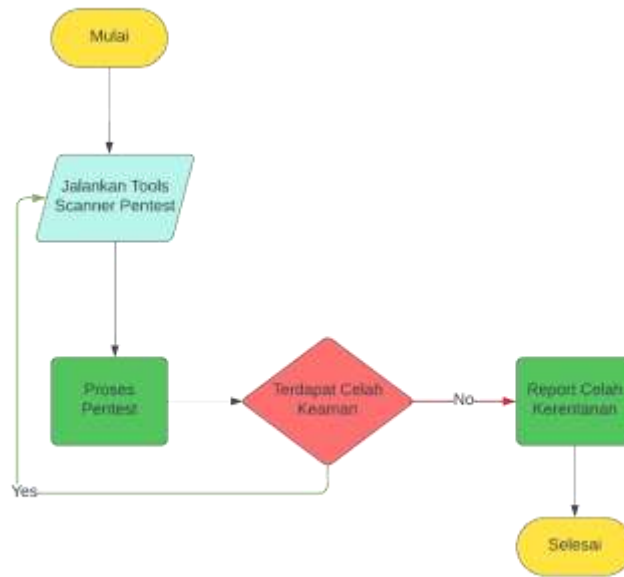 Mulai
Jalankan Tools
Scanner Pentest
Proses
Pentest
Terdapat Celah
Keaman
No
Report Celah
Kerentanan
Yes
Selesai